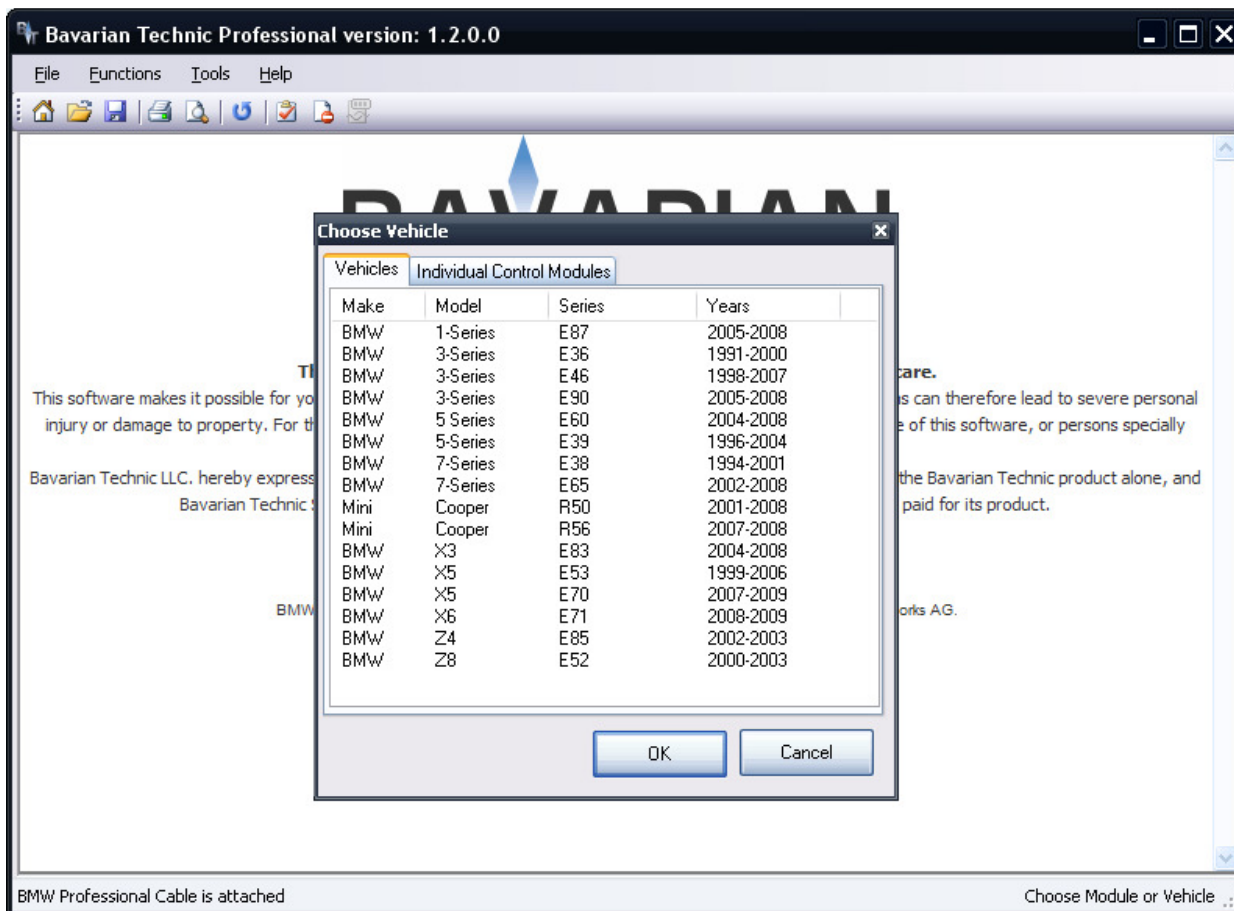 Bavarian Technic Professional version: 1.2.0.0
File Functions Tools Help
Choose Vehicle
Vehicles Individual Control Modules
Make Model Series Years
BMW 1-Series E87 2005-2008
BMW 3-Series E36 1991-2000
BMW 3-Series E46 1998-2007
BMW 3-Series E90 2005-2008
BMW 5 Series E60 2004-2008
BMW 5-Series E39 1996-2004
BMW 7-Series E38 1994-2001
BMW 7-Series E65 2002-2008
Mini Cooper R50 2001-2008
Mini Cooper R56 2007-2008
BMW X3 E83 2004-2008
BMW X5 E53 1999-2006
BMW X5 E70 2007-2009
BMW X6 E71 2008-2009
BMW Z4 E85 2002-2003
BMW Z8 E52 2000-2003
OK Cancel
care.
This software makes it possible for can therefore lead to severe personal
injury or damage to property. For of this software, or persons specially
Bavarian Technic LLC. hereby the Bavarian Technic product alone, and
Bavarian Technic paid for its product.
BMW AG.
BMW Professional Cable is attached Choose Module or Vehicle